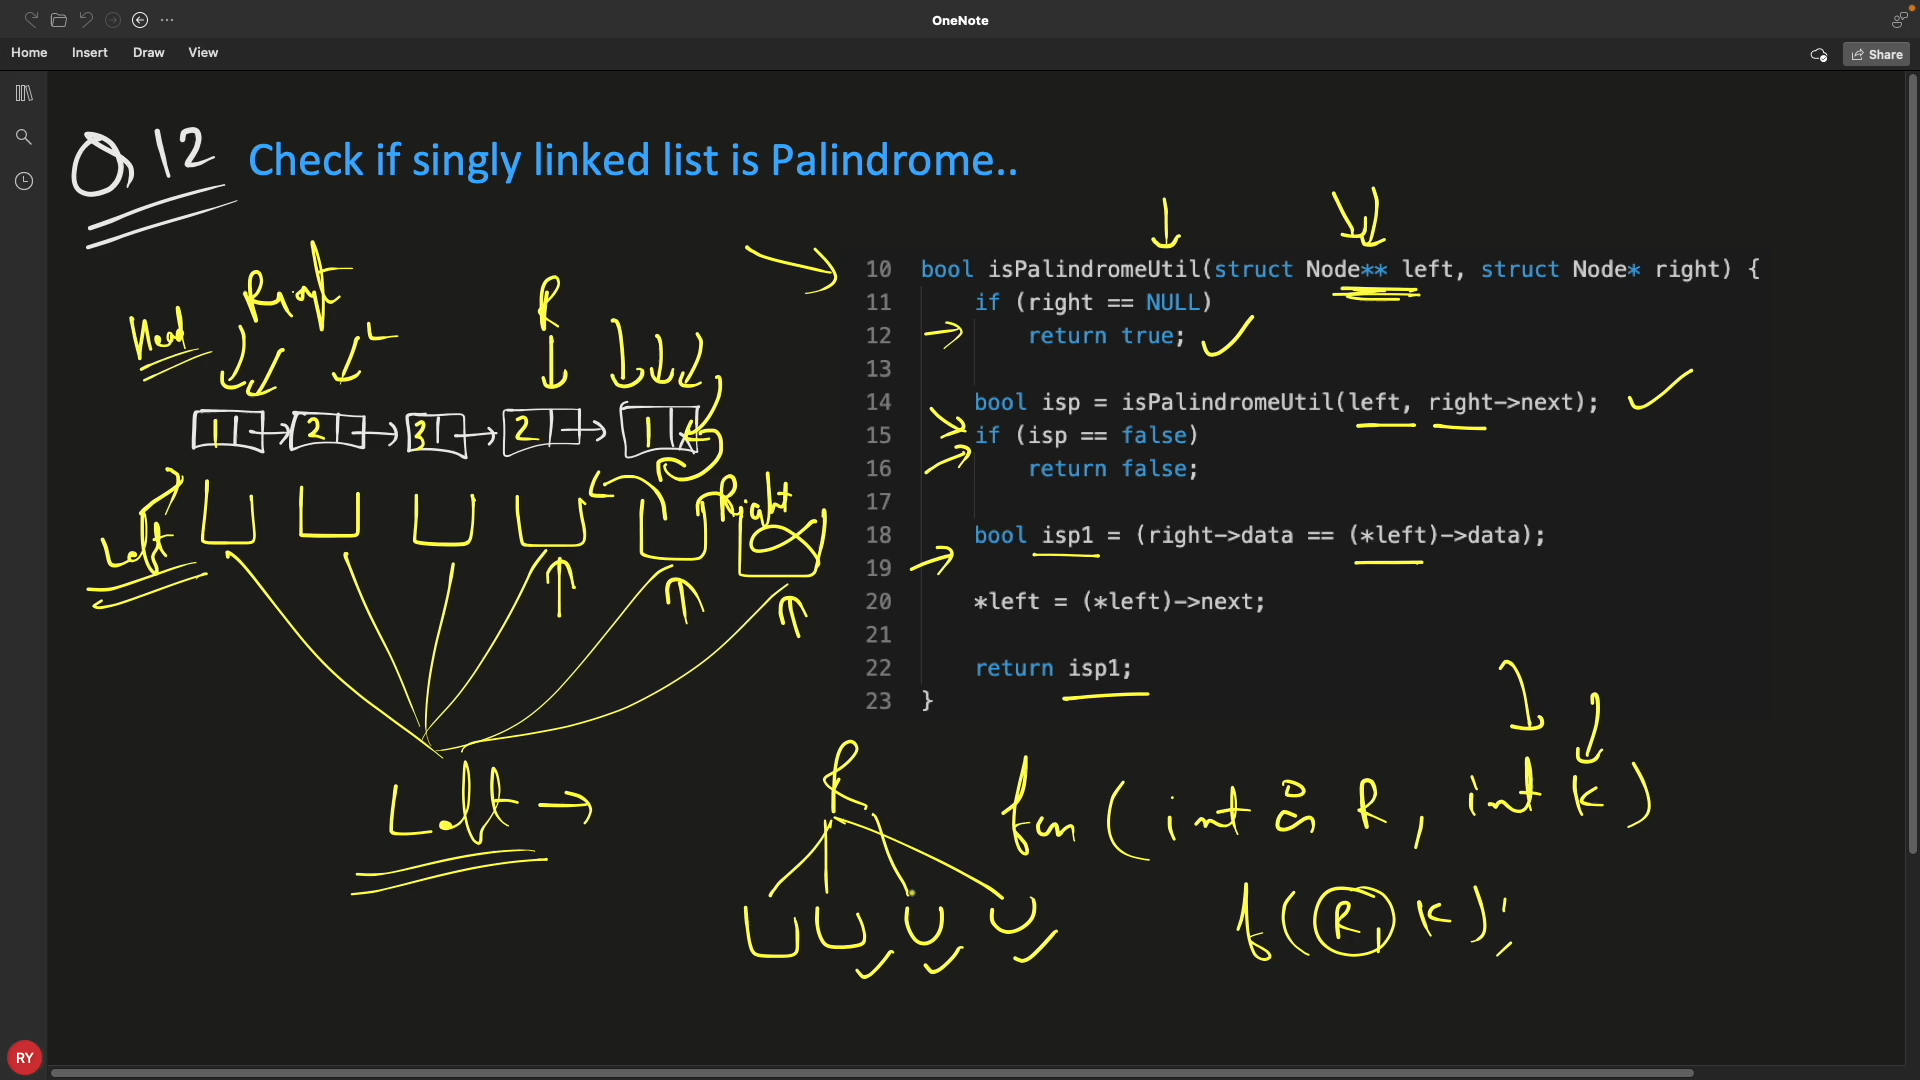 OneNote
Home Insert Draw View
Share
Q. 12 Check if singly linked list is Palindrome..
Head
Right
L
R
1 2 3 2 1
Left
Right
Left
10 bool isPalindromeUtil(struct Node** left, struct Node* right) {
11 if (right == NULL)
12 return true;
13
14 bool isp = isPalindromeUtil(left, right->next);
15 if (isp == false)
16 return false;
17
18 bool isp1 = (right->data == (*left)->data);
19
20 *left = (*left)->next;
21
22 return isp1;
23 }
R
fun ( int & R, int K )
f( R, K );
RY